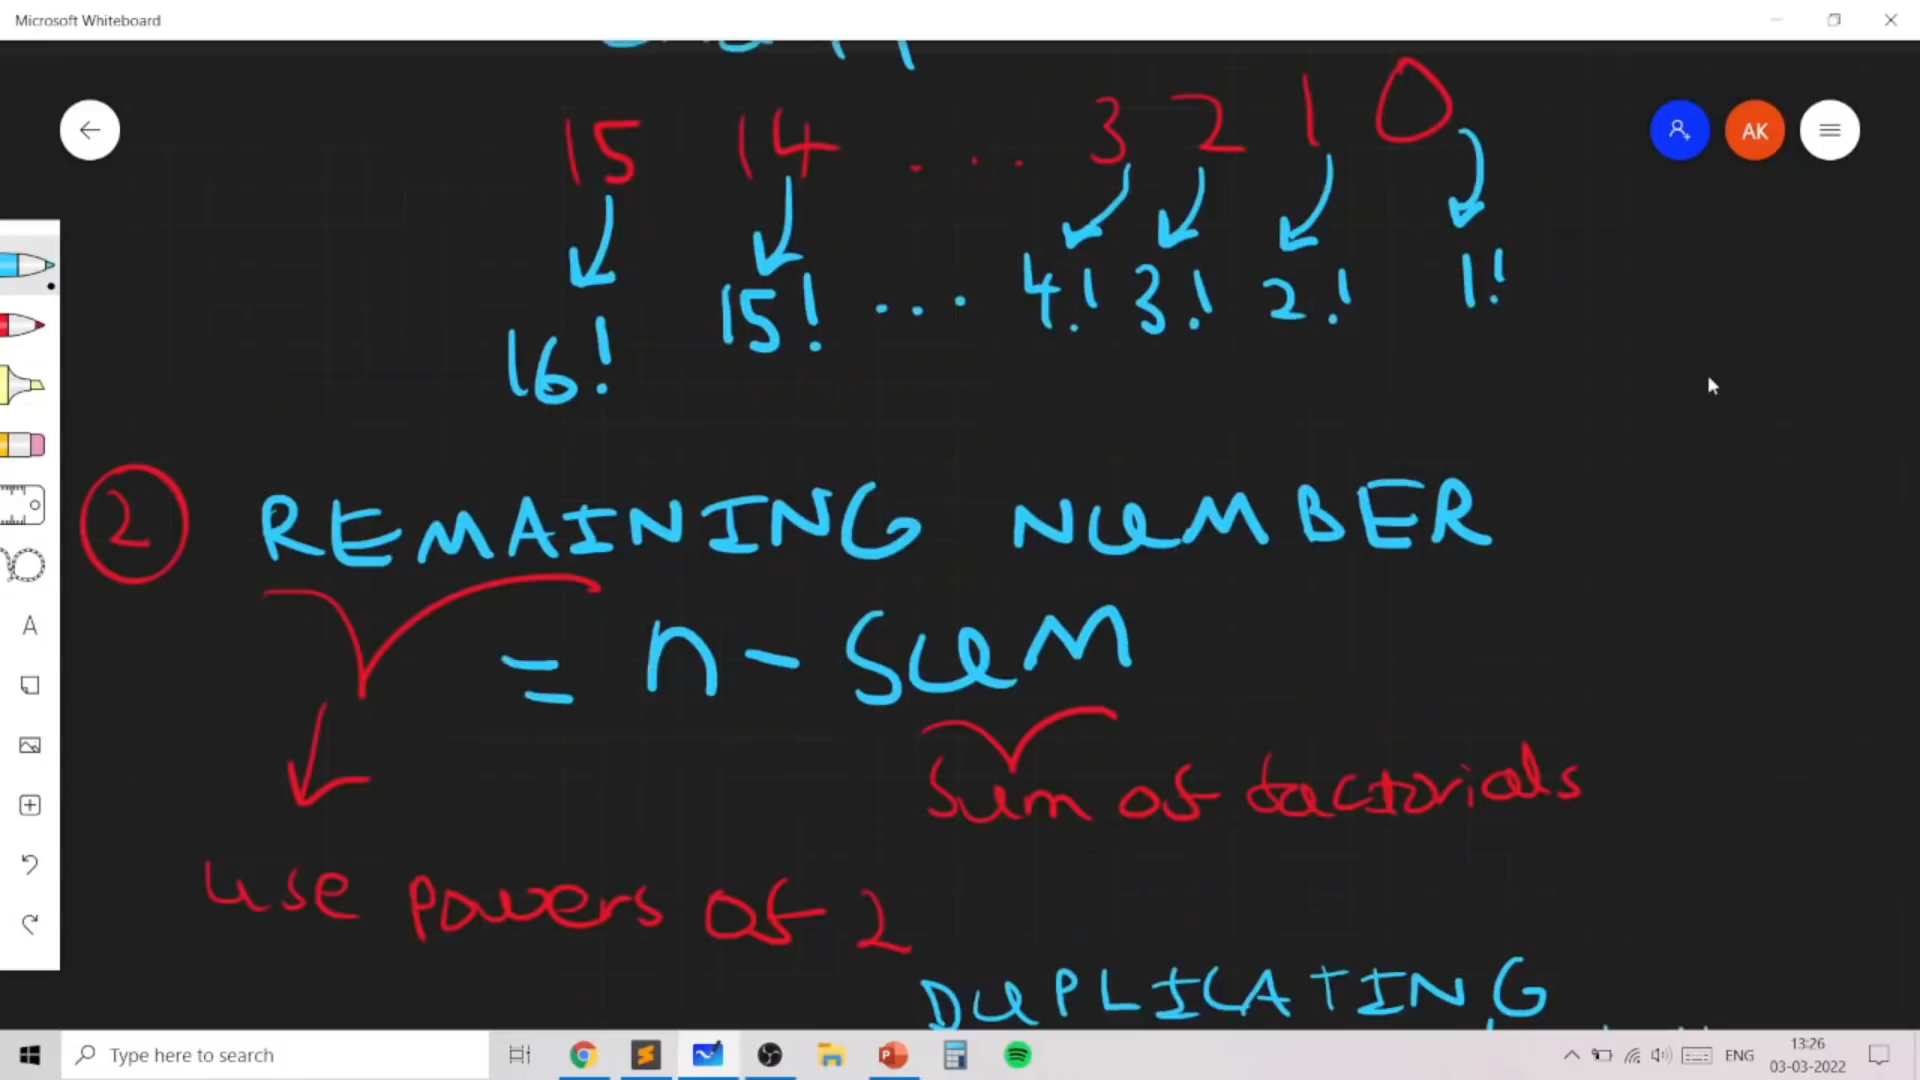 Microsoft Whiteboard
15 14 ... 3 2 1 0
AK
16! 15! ... 4! 3! 2! 1!
2 REMAINING NUMBER
= n - SUM
Sum of factorials
use powers of 2
DUPLICATING
A
Type here to search
ENG
13:26
03-03-2022